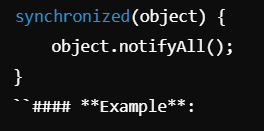 synchronized(object) {
    object.notifyAll();
}
``#### **Example**: